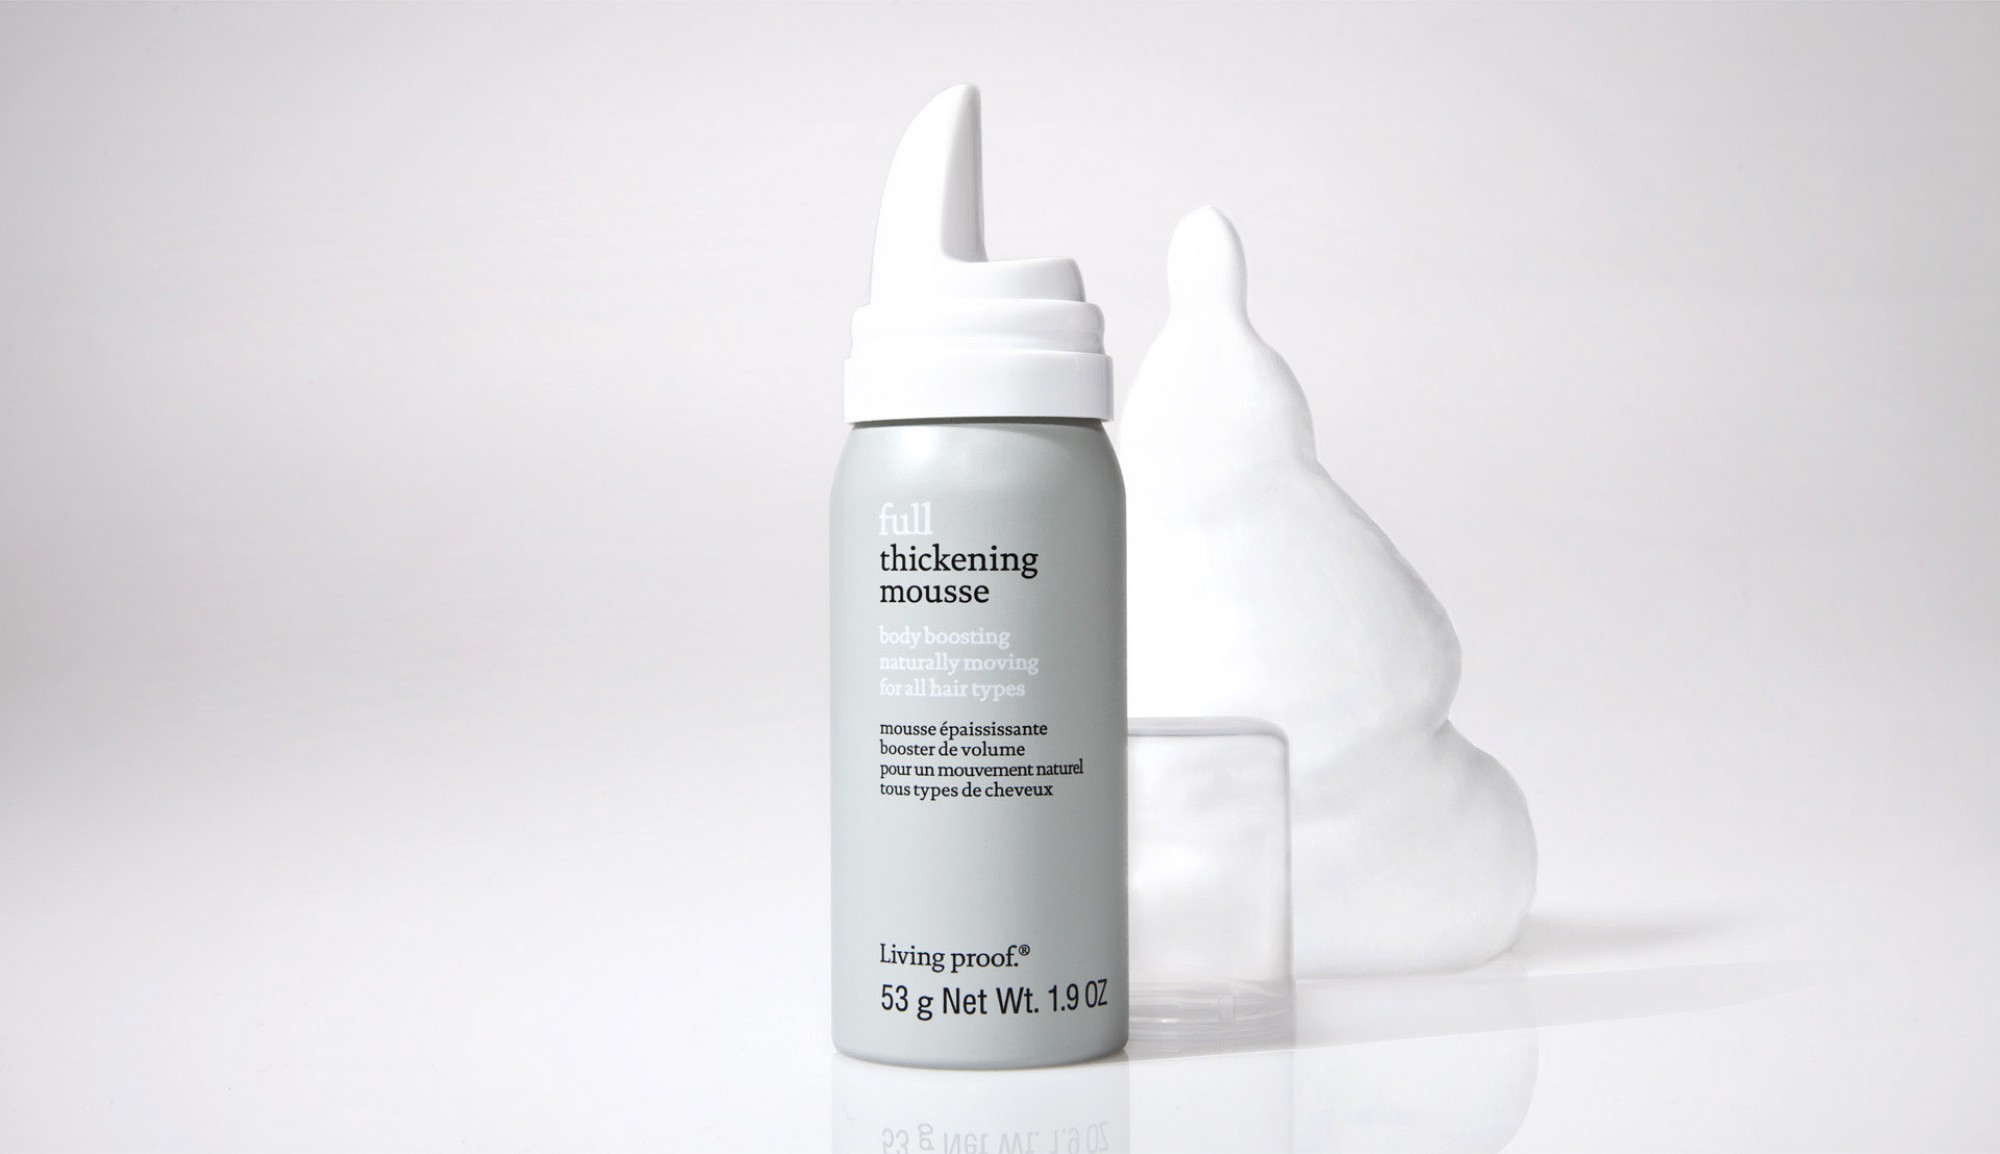 full
thickening
mousse
body boosting
naturally moving
for all hair types
mousse épaississante
booster de volume
pour un mouvement naturel
tous types de cheveux
Living proof.®
53 g Net Wt. 1.9 OZ